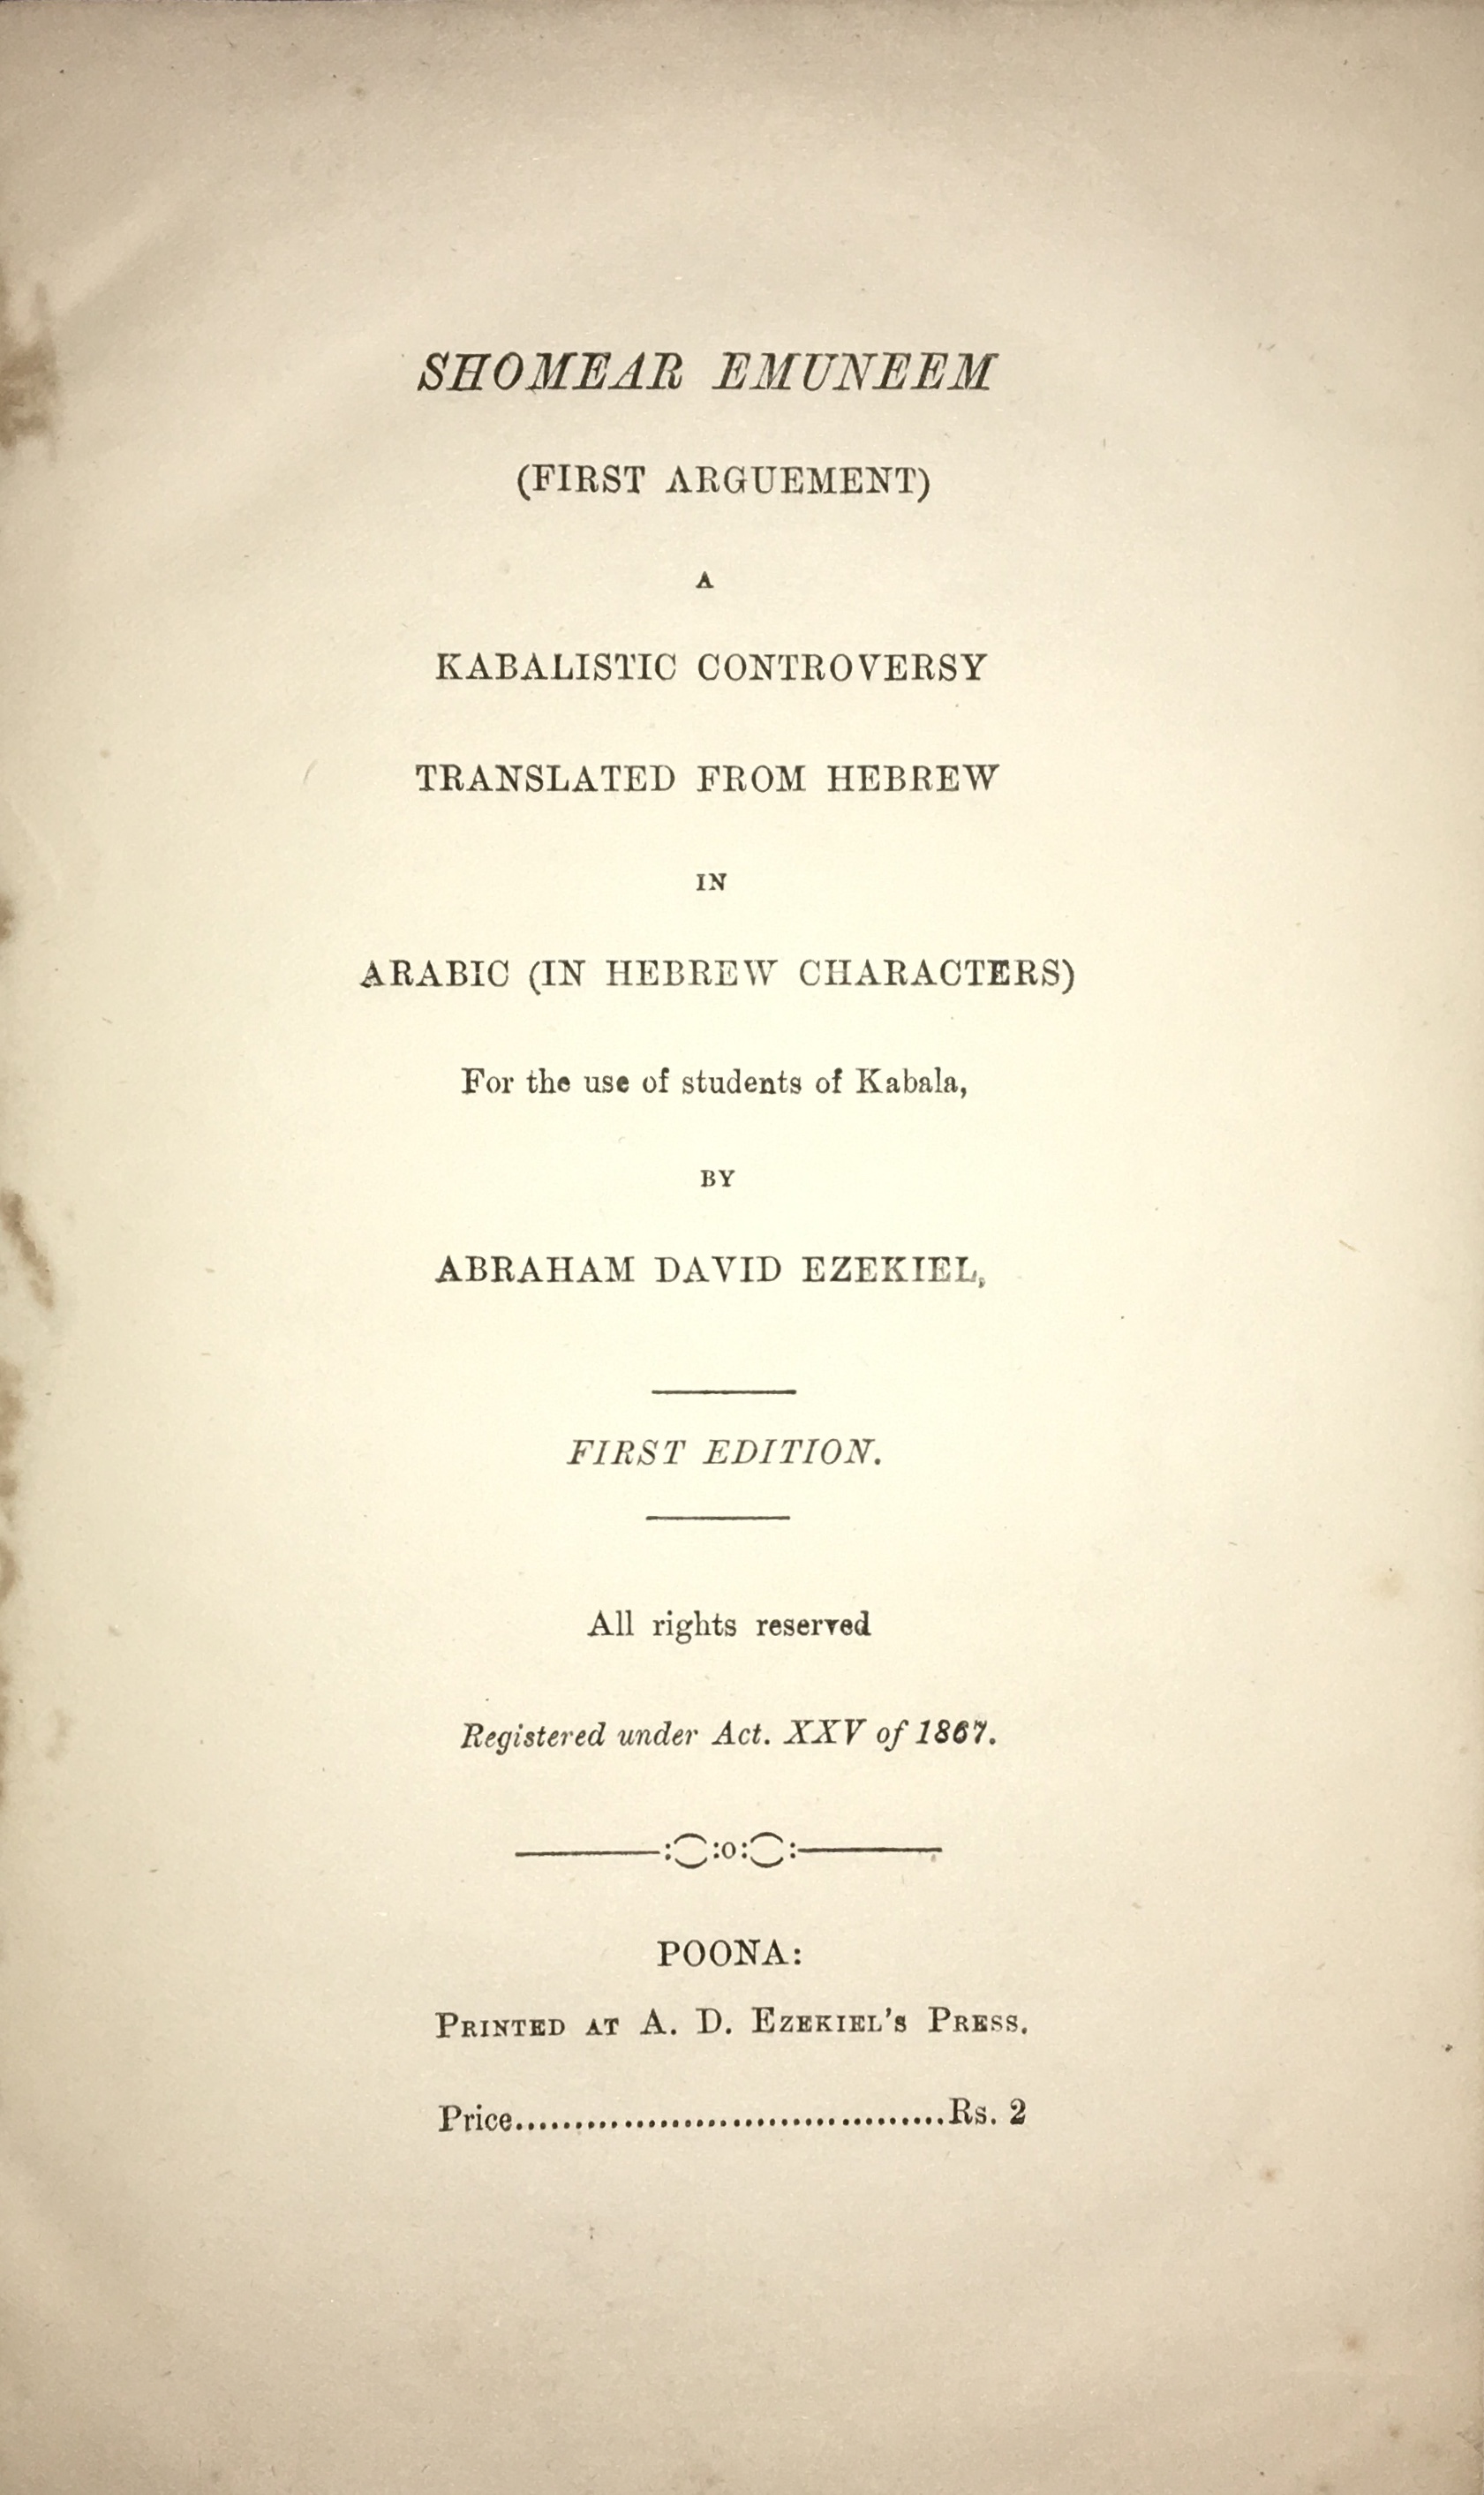 SHOMEAR EMUNEEM
(FIRST ARGUEMENT)
A
KABALISTIC CONTROVERSY
TRANSLATED FROM HEBREW
IN
ARABIC (IN HEBREW CHARACTERS)
For the use of students of Kabala,
BY
ABRAHAM DAVID EZEKIEL,
FIRST EDITION.
All rights reserved
Registered under Act. XXV of 1867.
:o:
POONA:
PRINTED AT A. D. EZEKIEL'S PRESS.
Price....................................Rs. 2